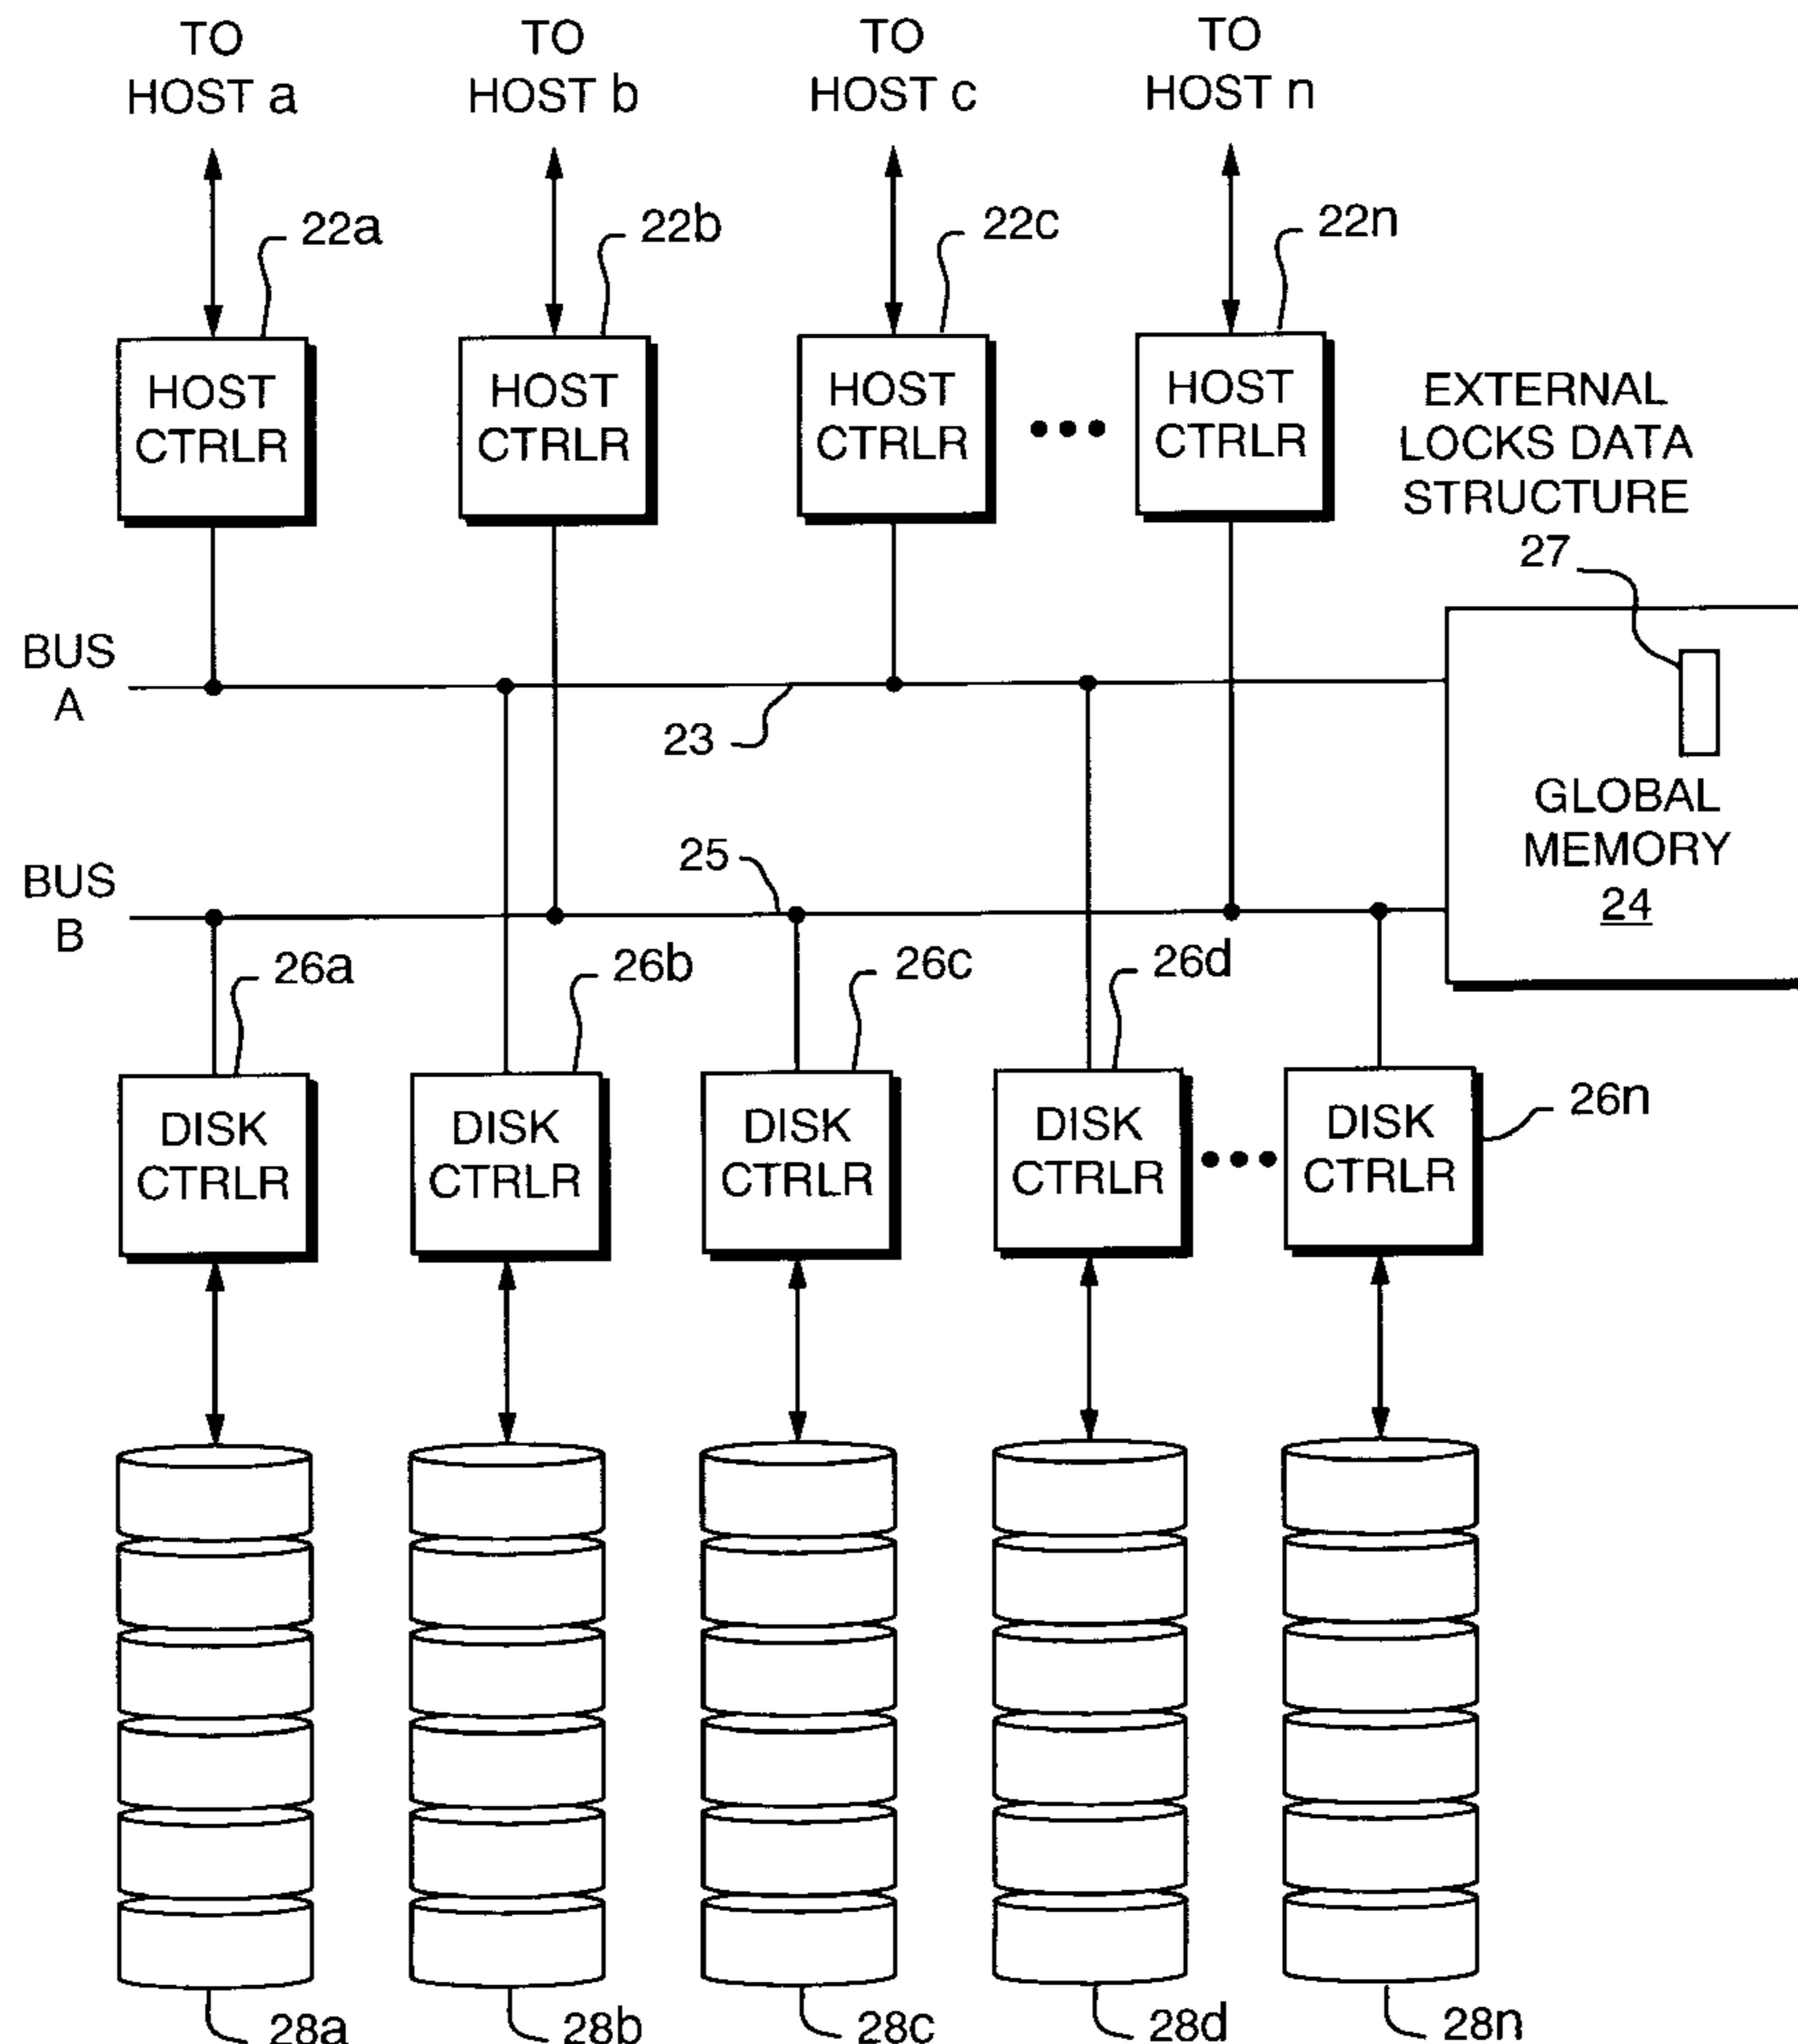 TO
HOST a
TO
HOST b
TO
HOST c
TO
HOST n
22a
22b
22c
22n
HOST
CTRLR
HOST
CTRLR
HOST
CTRLR
HOST
CTRLR
EXTERNAL
LOCKS DATA
STRUCTURE
27
BUS
A
23
GLOBAL
MEMORY
24
BUS
B
25
26a
26b
26c
26d
26n
DISK
CTRLR
DISK
CTRLR
DISK
CTRLR
DISK
CTRLR
DISK
CTRLR
28a
28b
28c
28d
28n